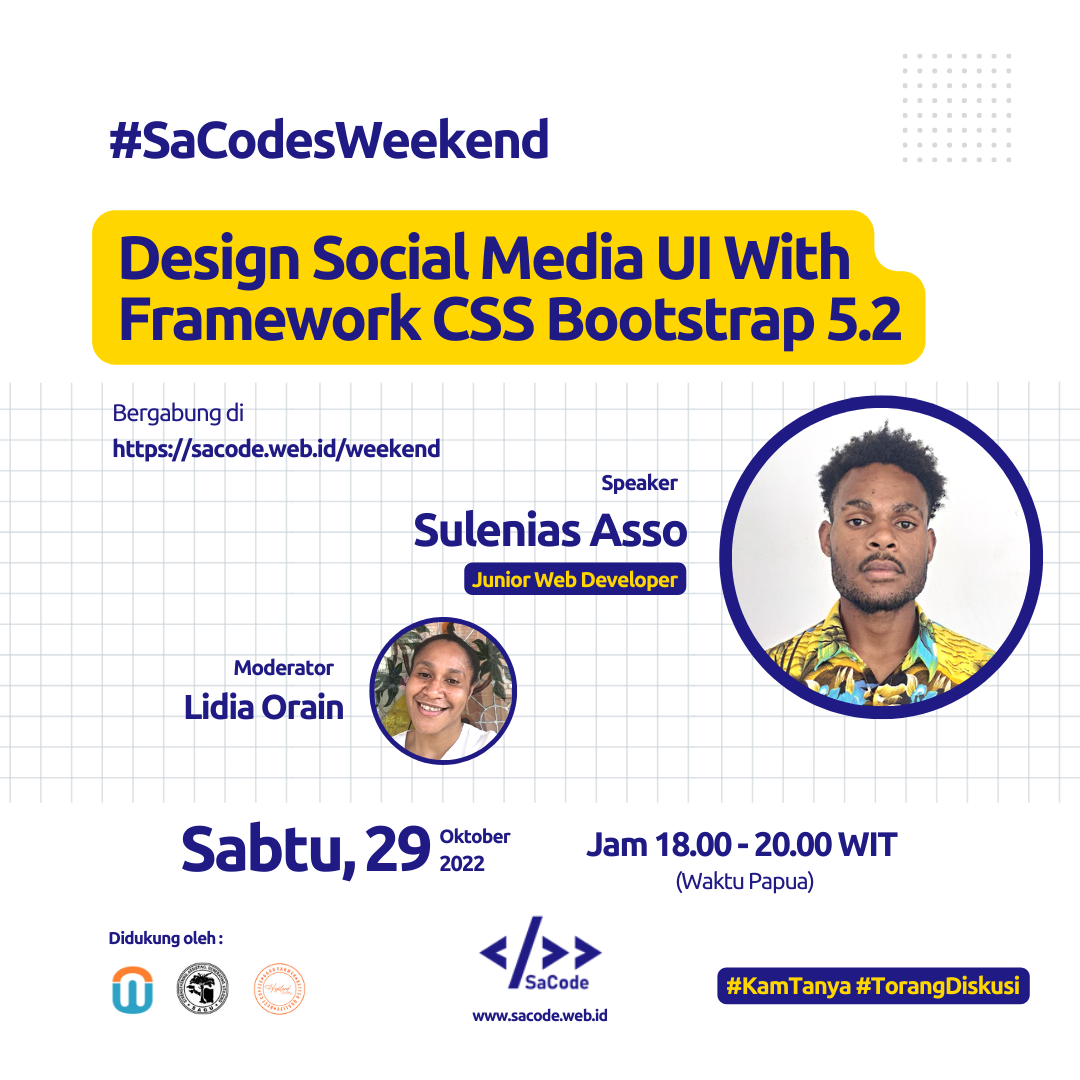 #SaCodesWeekend
Design Social Media UI With
Framework CSS Bootstrap 5.2
Bergabung di
https://sacode.web.id/weekend
Speaker
Sulenias Asso
Junior Web Developer
Moderator
Lidia Orain
Sabtu, 29
Oktober
2022
Jam 18.00 - 20.00 WIT
(Waktu Papua)
Didukung oleh :
SAGU
</>>
SaCode
www.sacode.web.id
#KamTanya #TorangDiskusi